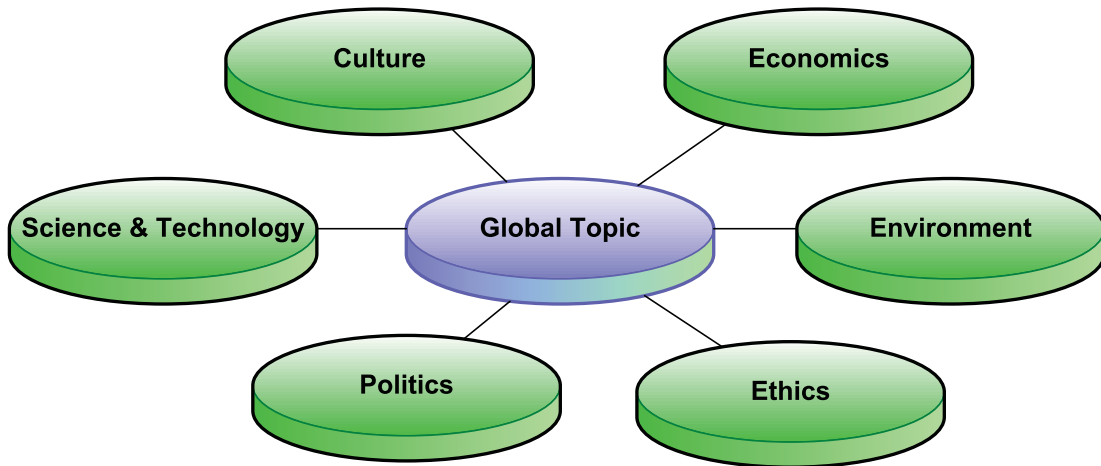 Culture
Economics
Science & Technology
Global Topic
Environment
Politics
Ethics